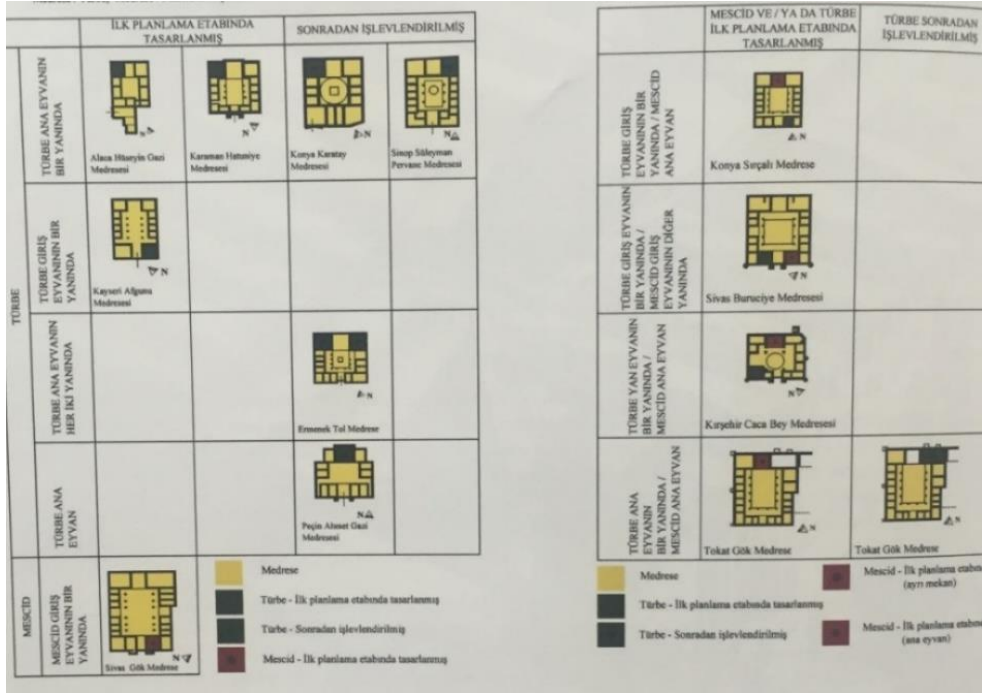 İLK PLANLAMA ETABINDA
TASARLANMIŞ
SONRADAN İŞLEVLENDİRİLMİŞ
TÜRBE
TÜRBE ANA EYVANIN
BİR YANINDA
Alaca Hüseyin Gazi
Medresesi
Karaman Hatuniye
Medresesi
Konya Karatay
Medresesi
Sinop Süleyman
Pervane Medresesi
N
N
N
N
TÜRBE GİRİŞ
EYVANININ BİR
YANINDA
N
Kayseri Afgunu
Medresesi
TÜRBE ANA EYVANIN
HER İKİ YANINDA
N
Ermenek Tol Medrese
TÜRBE ANA
EYVAN
N
Peçin Ahmet Gazi
Medresesi
MESCİD
MESCİD GİRİŞ
EYVANININ BİR
YANINDA
N
Sivas Gök Medrese
Medrese
Türbe - İlk planlama etabında tasarlanmış
Türbe - Sonradan işlevlendirilmiş
Mescid - İlk planlama etabında tasarlanmış
MESCİD VE / YA DA TÜRBE
İLK PLANLAMA ETABINDA
TASARLANMIŞ
TÜRBE SONRADAN
İŞLEVLENDİRİLMİŞ
TÜRBE GİRİŞ
EYVANININ BİR
YANINDA / MESCİD
ANA EYVAN
N
Konya Sırçalı Medrese
TÜRBE GİRİŞ EYVANIN
BİR YANINDA /
MESCİD GİRİŞ
EYVANININ DİĞER
YANINDA
N
Sivas Buruciye Medresesi
TÜRBE YAN EYVANIN
BİR YANINDA /
MESCİD ANA EYVAN
N
Kırşehir Caca Bey Medresesi
TÜRBE ANA
EYVANIN
BİR YANINDA /
MESCİD ANA EYVAN
N
Tokat Gök Medrese
N
Tokat Gök Medrese
Medrese
Türbe - İlk planlama etabında tasarlanmış
Türbe - Sonradan işlevlendirilmiş
Mescid - İlk planlama
(ayrı mekan)
Mescid - İlk planlama
(ana eyvan)